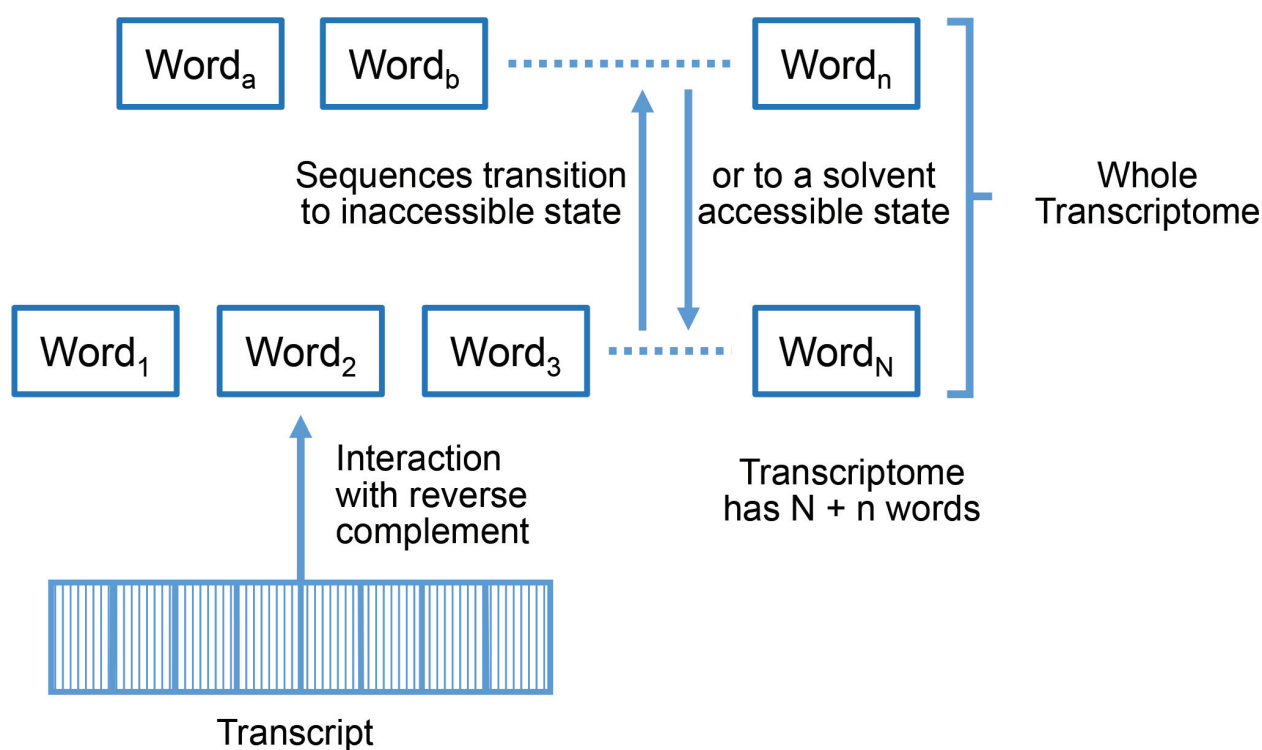 Word_a Word_b Word_n
Sequences transition
to inaccessible state
or to a solvent
accessible state
Whole
Transcriptome
Word_1 Word_2 Word_3 Word_N
Interaction
with reverse
complement
Transcriptome
has N + n words
Transcript